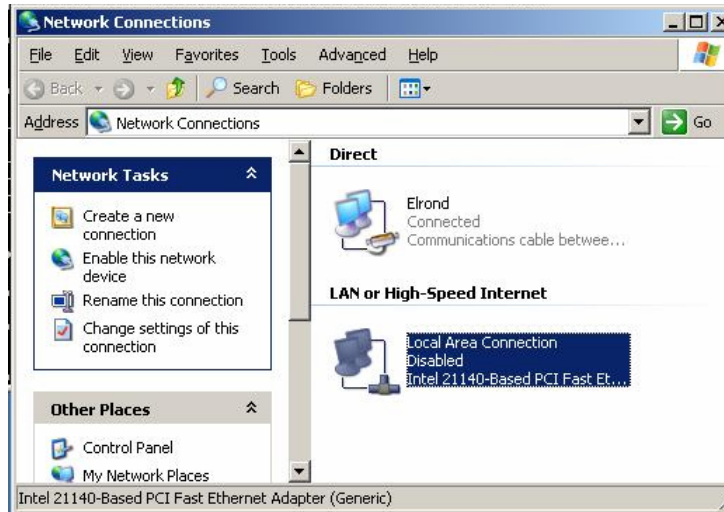 Network Connections
File Edit View Favorites Tools Advanced Help
Back Search Folders
Address Network Connections Go
Network Tasks
Create a new
connection
Enable this network
device
Rename this connection
Change settings of this
connection
Other Places
Control Panel
My Network Places
Direct
Elrond
Connected
Communications cable betwee...
LAN or High-Speed Internet
Local Area Connection
Disabled
Intel 21140-Based PCI Fast Et...
Intel 21140-Based PCI Fast Ethernet Adapter (Generic)